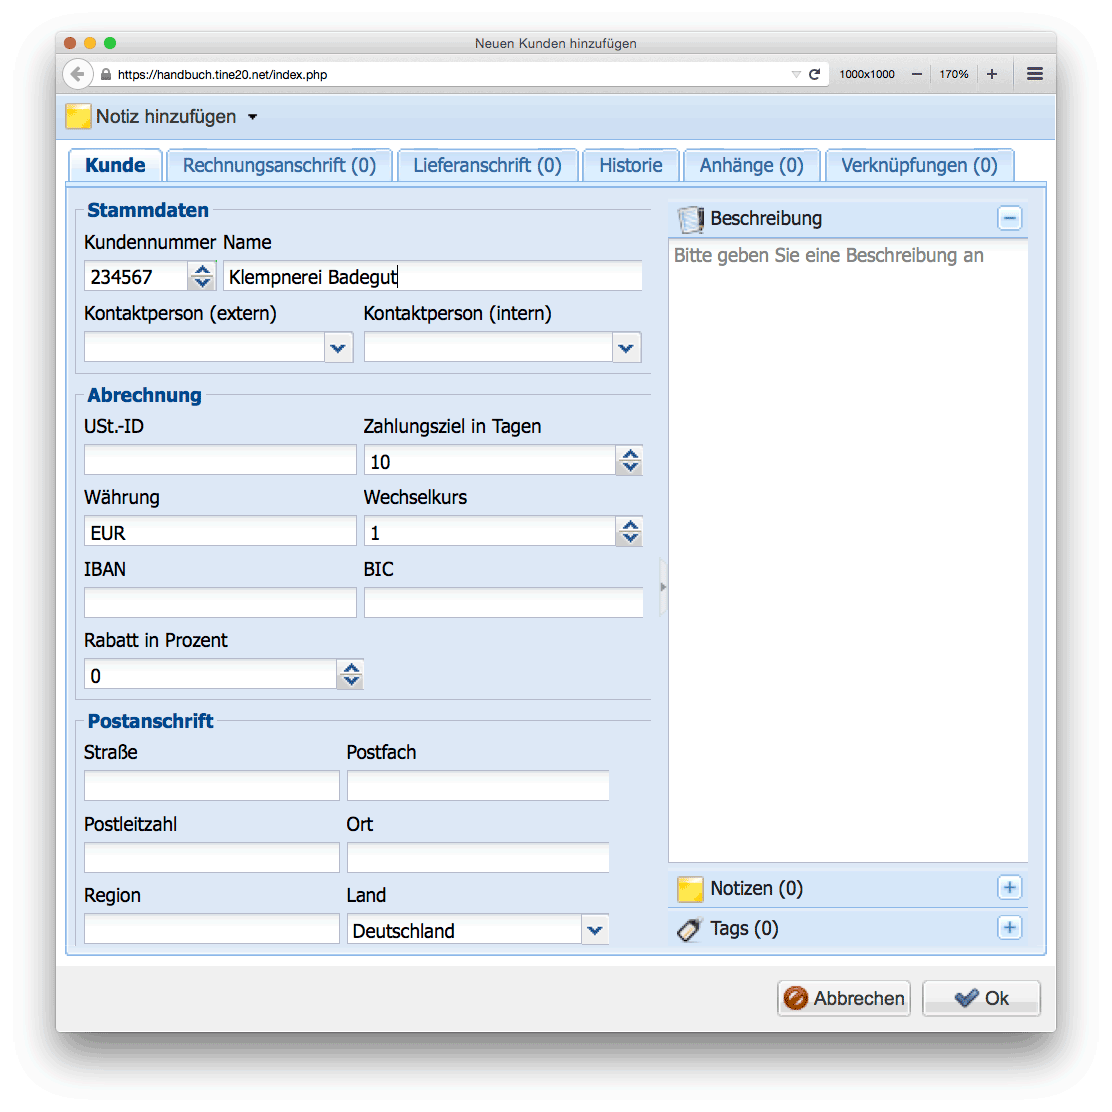 Neuen Kunden hinzufügen
https://handbuch.tine20.net/index.php 1000x1000 − 170% +
Notiz hinzufügen
Kunde Rechnungsanschrift (0) Lieferanschrift (0) Historie Anhänge (0) Verknüpfungen (0)
Stammdaten
Kundennummer Name
234567 Klempnerei Badegut
Kontaktperson (extern) Kontaktperson (intern)
Abrechnung
USt.-ID Zahlungsziel in Tagen
10
Währung Wechselkurs
EUR 1
IBAN BIC
Rabatt in Prozent
0
Postanschrift
Straße Postfach
Postleitzahl Ort
Region Land
Deutschland
Beschreibung
Bitte geben Sie eine Beschreibung an
Notizen (0)
Tags (0)
Abbrechen Ok